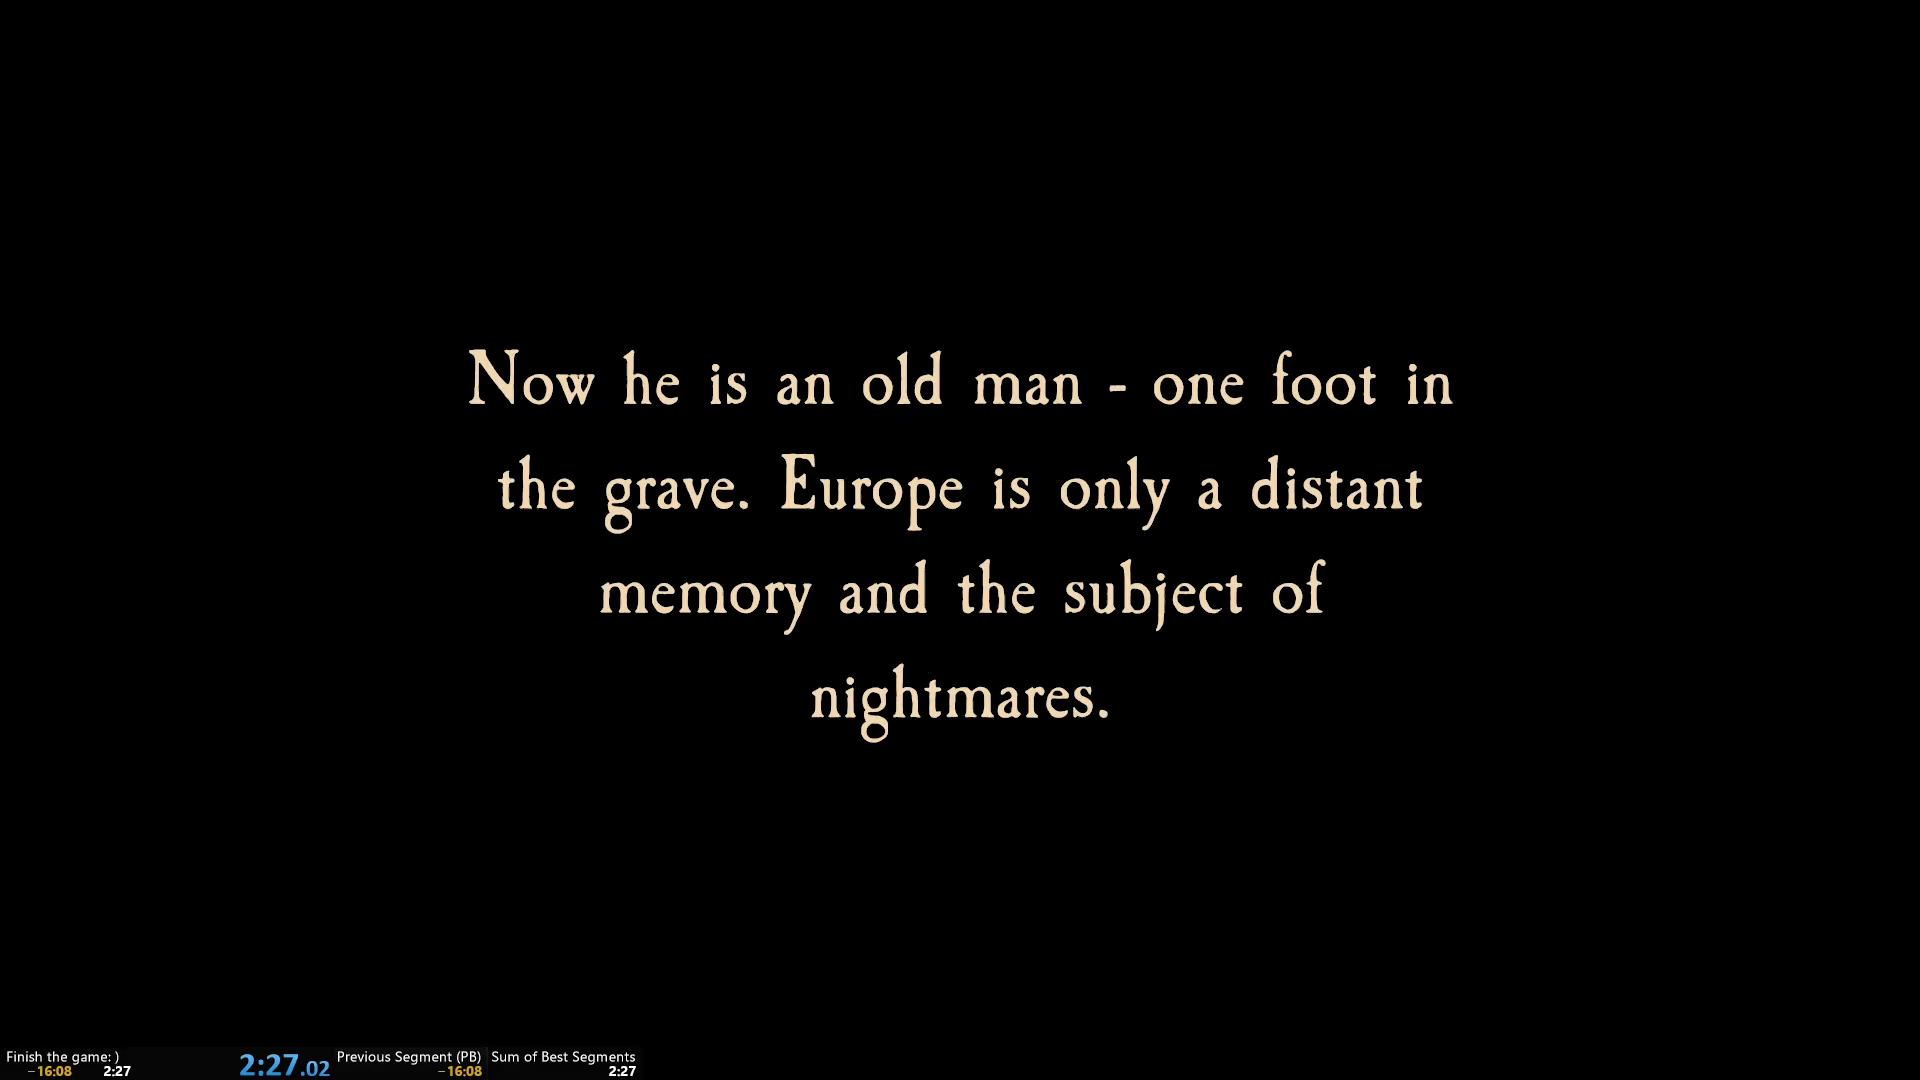 Now he is an old man - one foot in
the grave. Europe is only a distant
memory and the subject of
nightmares.
Finish the game: )
-16:08 2:27
2:27.02
Previous Segment (PB)
-16:08
Sum of Best Segments
2:27